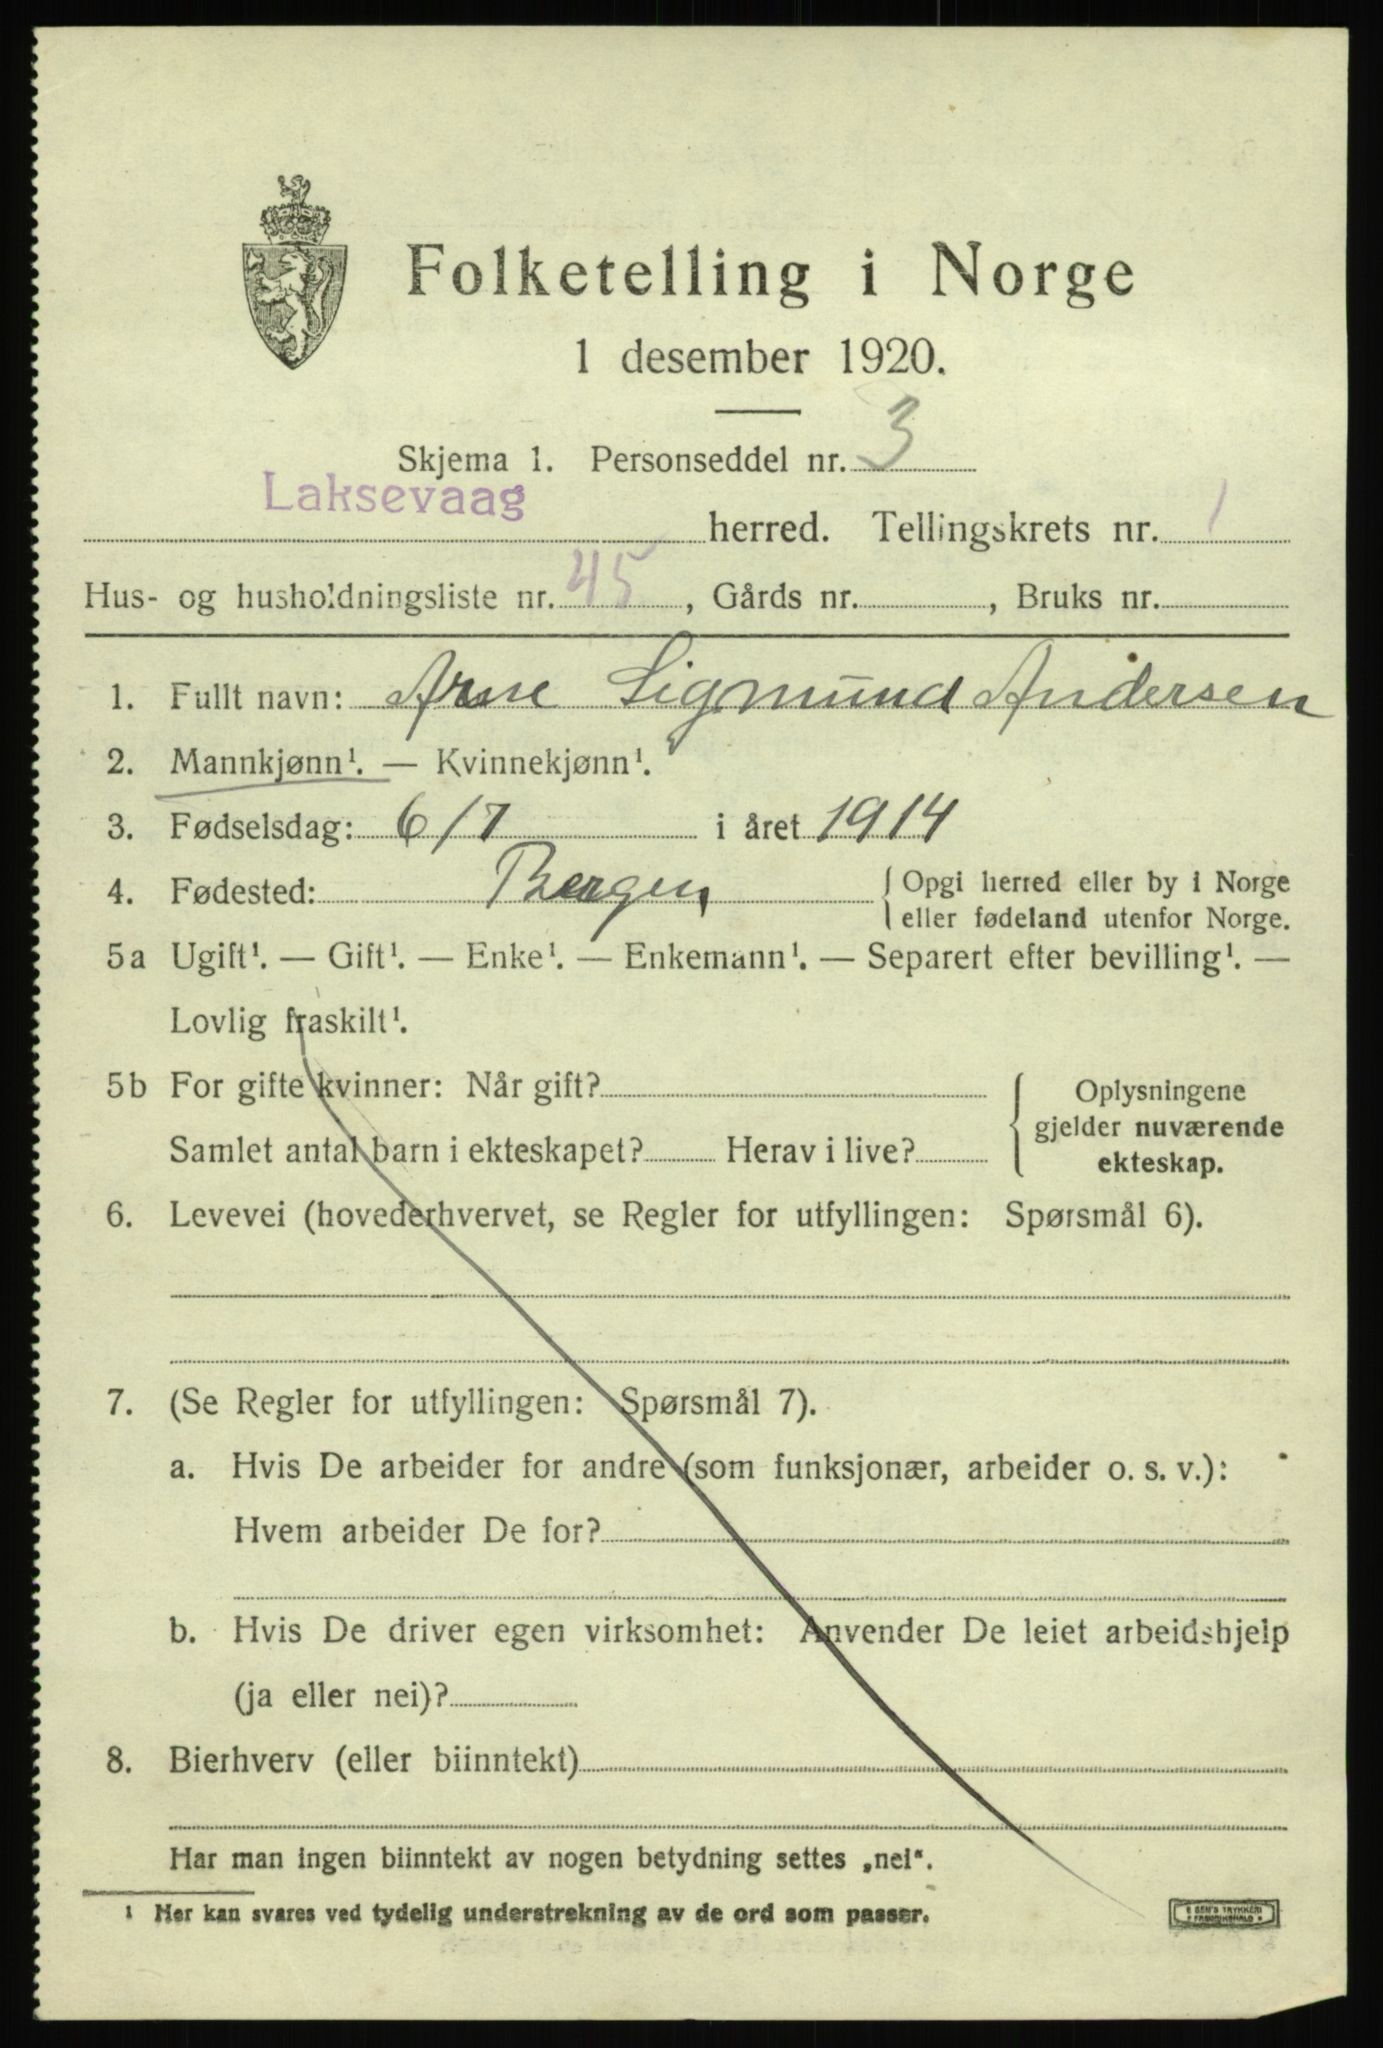 Folketelling i Norge
1 desember 1920.
Skjema 1. Personseddel nr. 3
Laksevaag herred. Tellingskrets nr. 1
Hus- og husholdningsliste nr. 45, Gårds nr. , Bruks nr.
1. Fullt navn: Arne Sigmund Andersen
2. Mannkjønn¹. — Kvinnekjønn¹.
3. Fødselsdag: 6/7 i året 1914
4. Fødested: Bergen { Opgi herred eller by i Norge
eller fødeland utenfor Norge.
5a Ugift¹. — Gift¹. — Enke¹. — Enkemann¹. — Separert efter bevilling¹. —
Lovlig fraskilt¹.
5b For gifte kvinner: Når gift?
Samlet antal barn i ekteskapet? Herav i live?
{ Oplysningene
gjelder nuværende
ekteskap.
6. Levevei (hovederhvervet, se Regler for utfyllingen: Spørsmål 6).
7. (Se Regler for utfyllingen: Spørsmål 7).
a. Hvis De arbeider for andre (som funksjonær, arbeider o. s. v.):
Hvem arbeider De for?
b. Hvis De driver egen virksomhet: Anvender De leiet arbeidshjelp
(ja eller nei)?
8. Bierhverv (eller biinntekt)
Har man ingen biinntekt av nogen betydning settes „nei“.
¹ Her kan svares ved tydelig understrekning av de ord som passer.